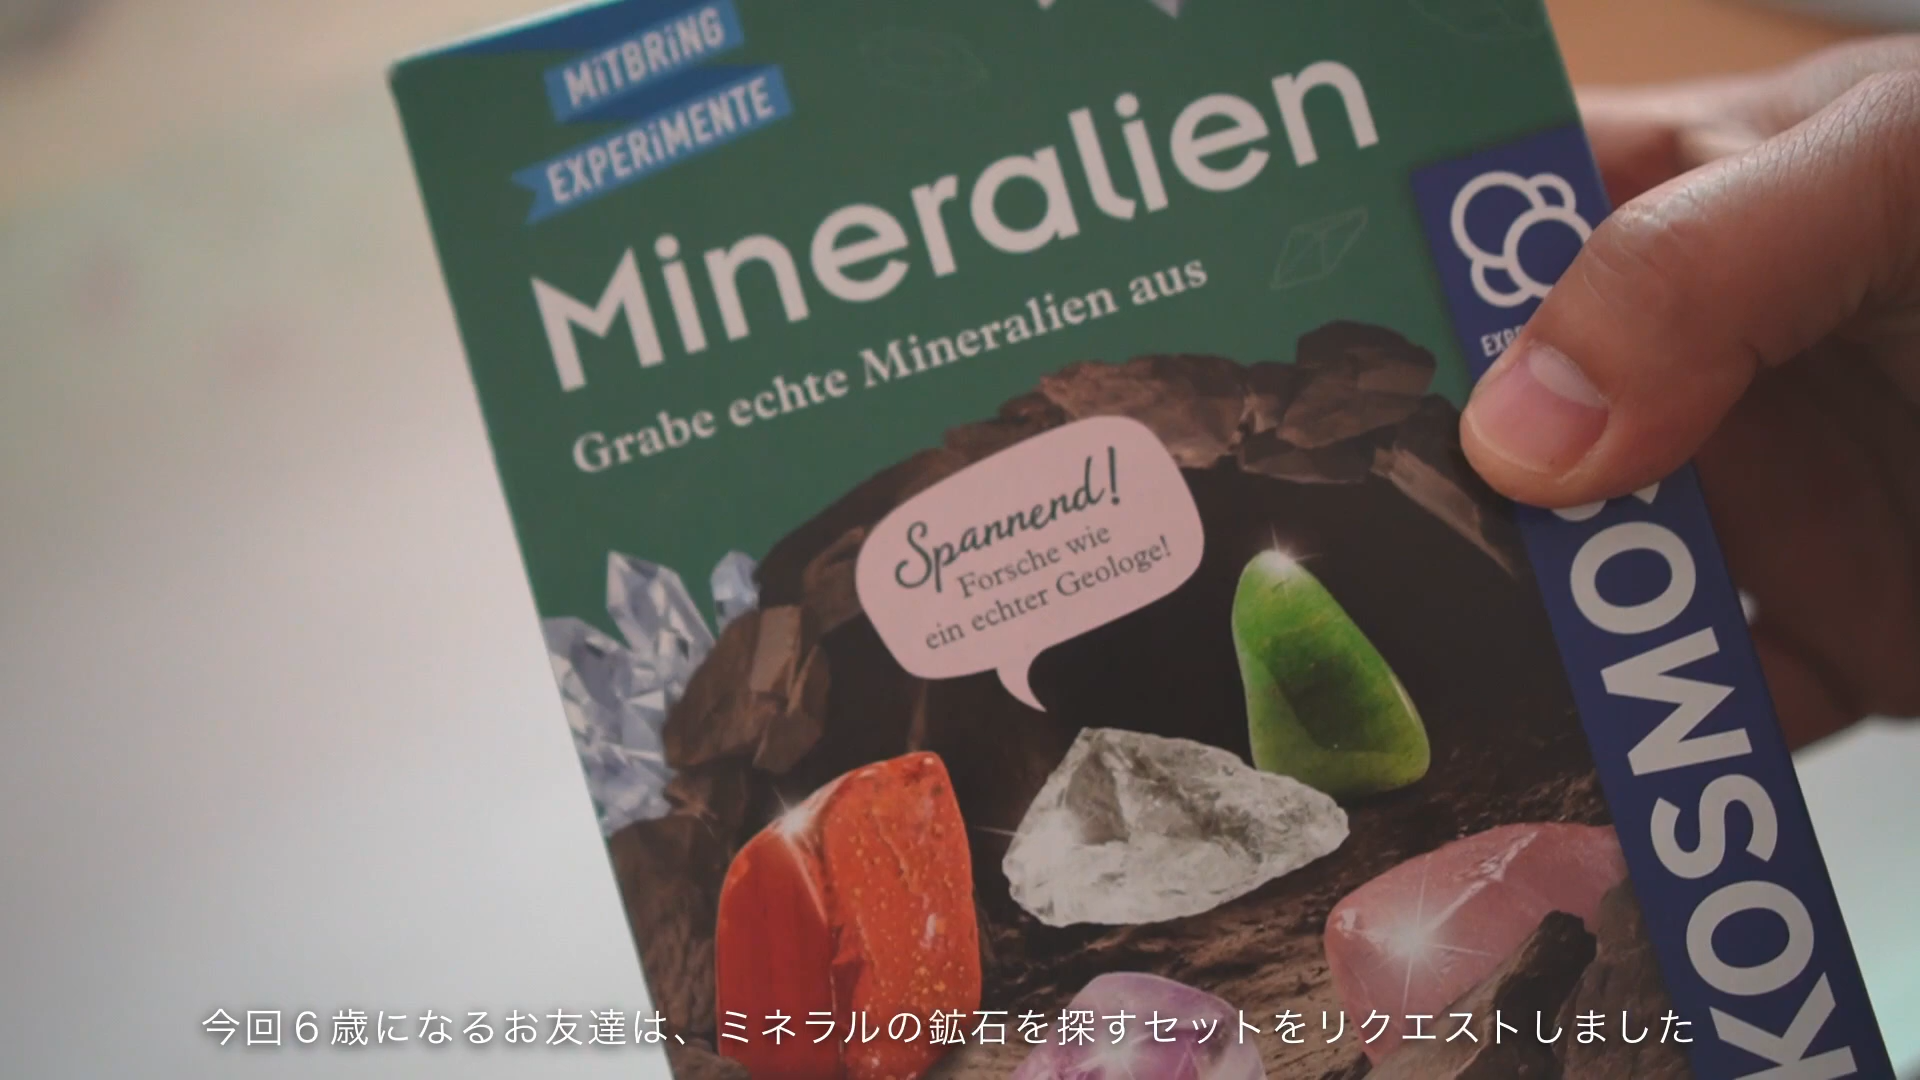 MiTBRiNG
EXPERiMENTE
Mineralien
Grabe echte Mineralien aus
Spannend!
Forsche wie
ein echter Geologe!
KOSMOS
今回６歳になるお友達は、ミネラルの鉱石を探すセットをリクエストしました